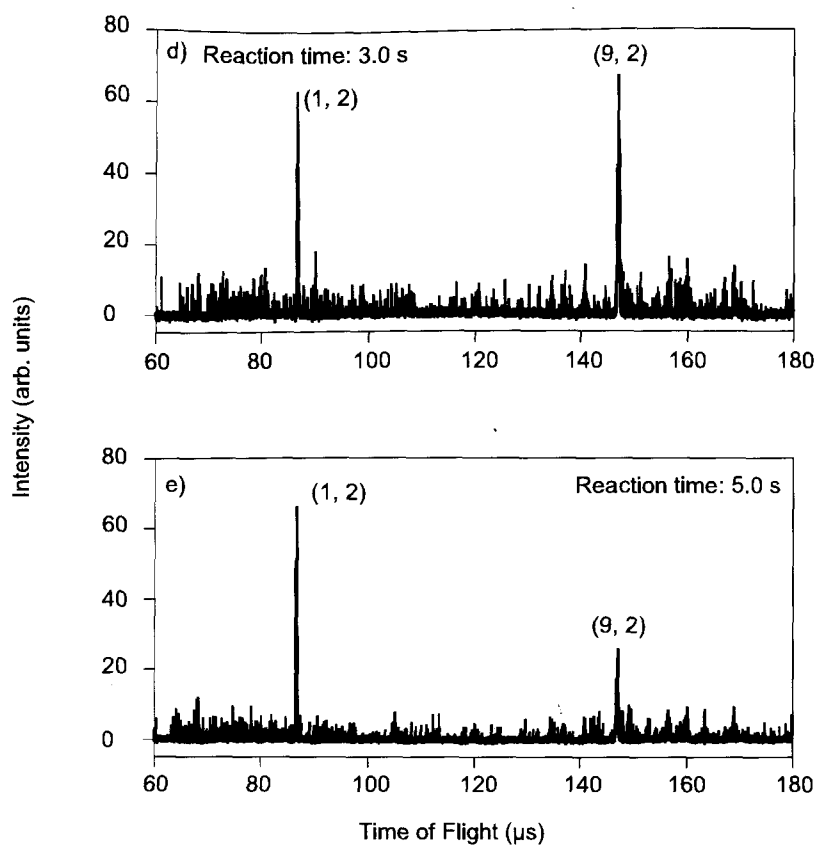 80
d) Reaction time: 3.0 s
(9, 2)
60
(1, 2)
40
20
0
60 80 100 120 140 160 180
Intensity (arb. units)
80
e) (1, 2) Reaction time: 5.0 s
60
40
(9, 2)
20
0
60 80 100 120 140 160 180
Time of Flight (μs)